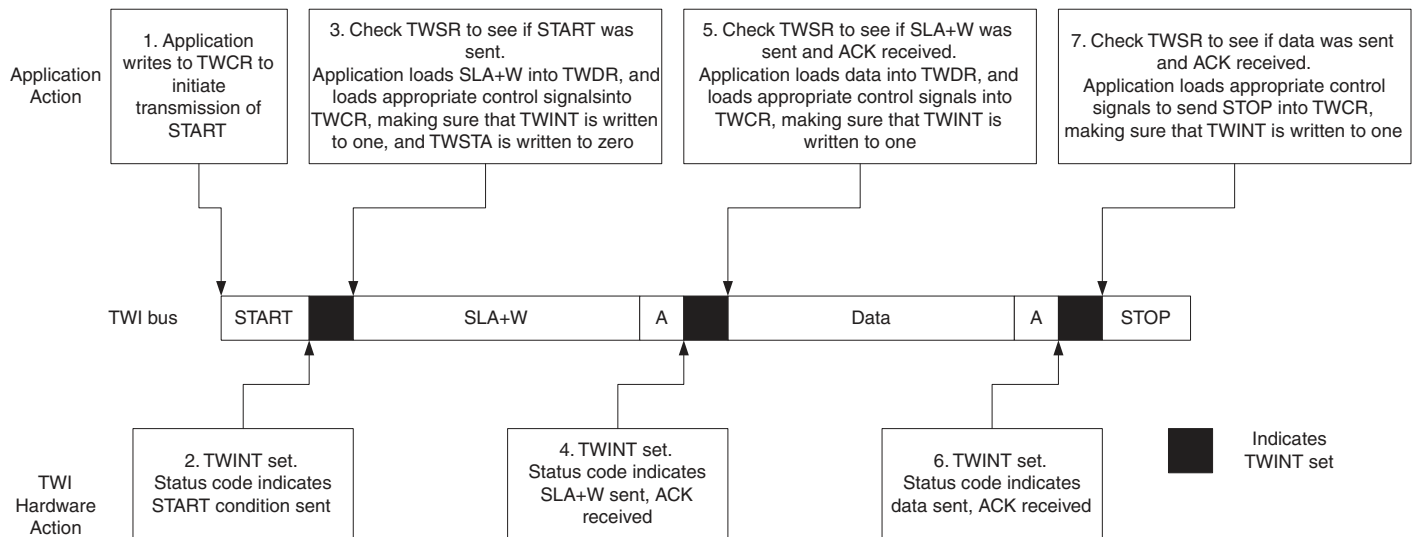 Application
Action
1. Application
writes to TWCR to
initiate
transmission of
START
3. Check TWSR to see if START was
sent.
Application loads SLA+W into TWDR, and
loads appropriate control signalsinto
TWCR, making sure that TWINT is written
to one, and TWSTA is written to zero
5. Check TWSR to see if SLA+W was
sent and ACK received.
Application loads data into TWDR, and
loads appropriate control signals into
TWCR, making sure that TWINT is
written to one
7. Check TWSR to see if data was sent
and ACK received.
Application loads appropriate control
signals to send STOP into TWCR,
making sure that TWINT is written to one
TWI bus
START
SLA+W
A
Data
A
STOP
TWI
Hardware
Action
2. TWINT set.
Status code indicates
START condition sent
4. TWINT set.
Status code indicates
SLA+W sent, ACK
received
6. TWINT set.
Status code indicates
data sent, ACK received
Indicates
TWINT set